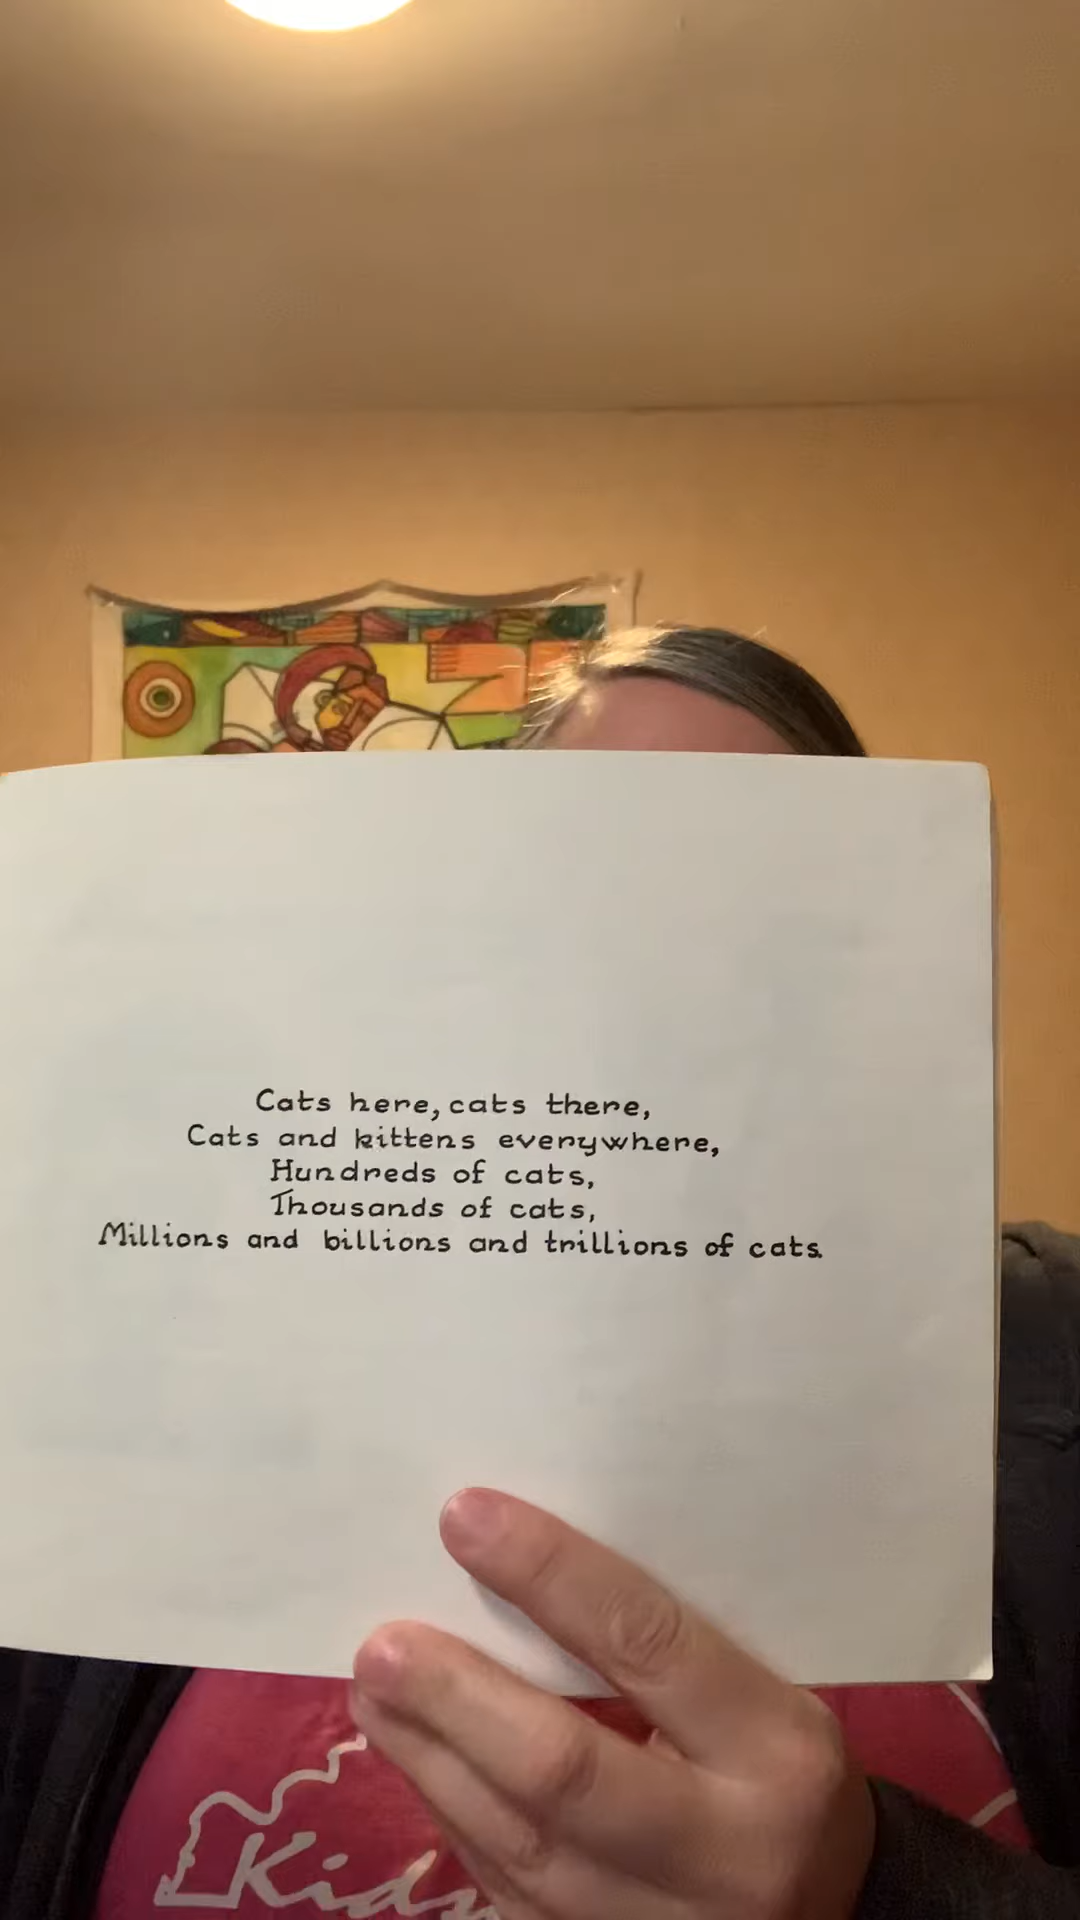 Cats here, cats there,
Cats and kittens everywhere,
Hundreds of cats,
Thousands of cats,
Millions and billions and trillions of cats.